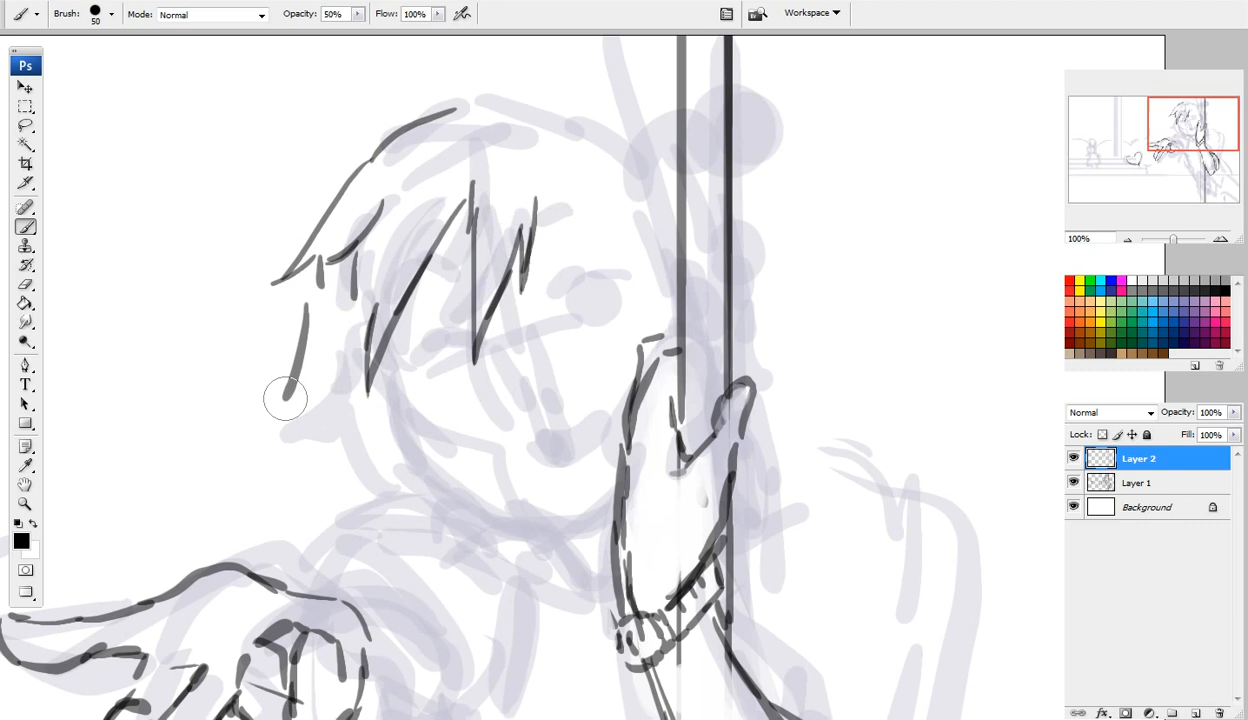 Brush: 50 Mode: Normal Opacity: 50% Flow: 100% Workspace
Ps
T
100%
Normal Opacity: 100%
Lock: Fill: 100%
Layer 2
Layer 1
Background
fx